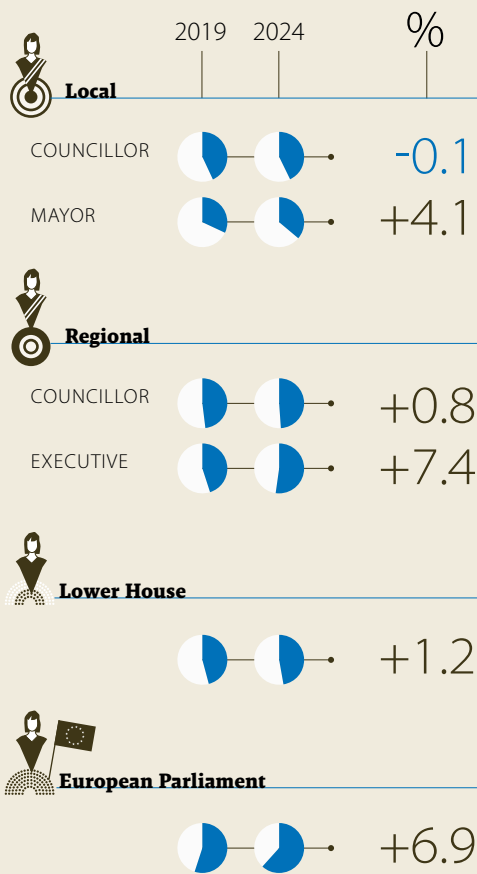 2019 2024 %
Local
COUNCILLOR -0.1
MAYOR +4.1
Regional
COUNCILLOR +0.8
EXECUTIVE +7.4
Lower House
+1.2
European Parliament
+6.9